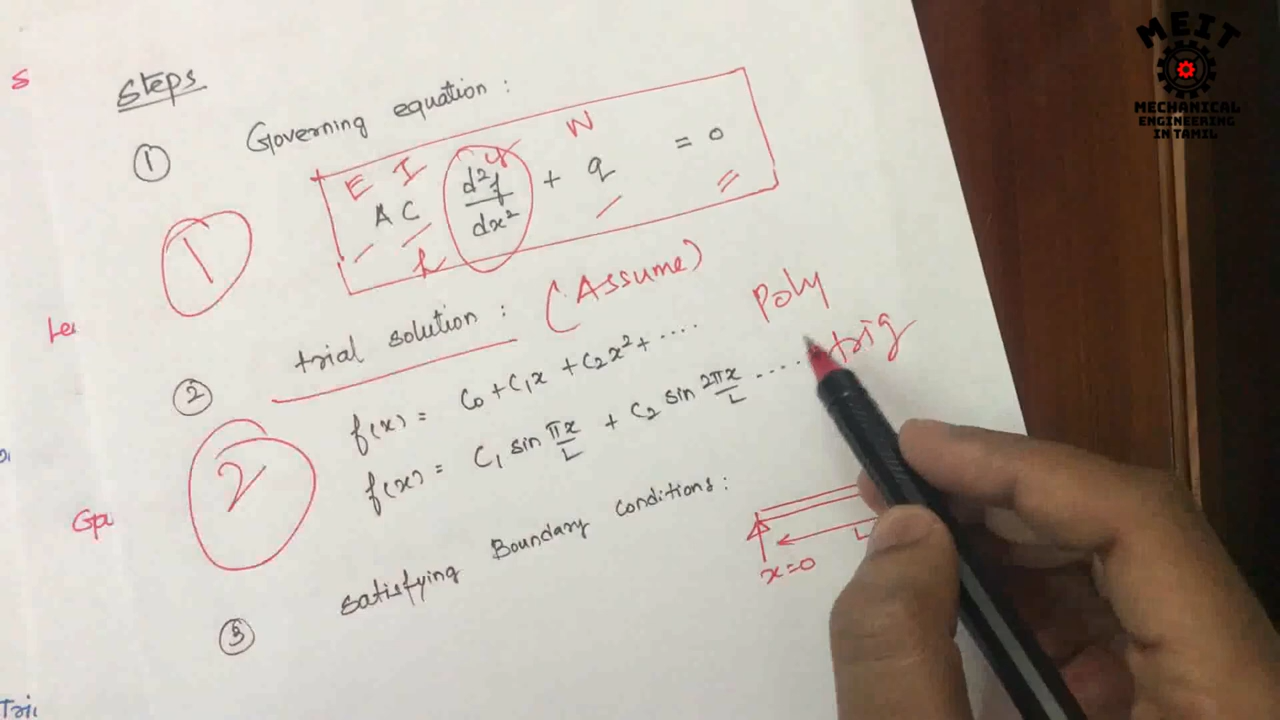 MEIT
MECHANICAL
ENGINEERING
IN TAMIL
Steps
① Governing equation :
E I y W
A C d²f/dx² + q = 0
f
1
② trial solution : (Assume)
f(x) = C₀ + C₁x + C₂x² + .... Poly
f(x) = C₁ sin πx/L + C₂ sin 2πx/L ..... trig
2
③ satisfying Boundary Conditions :
x=0
L